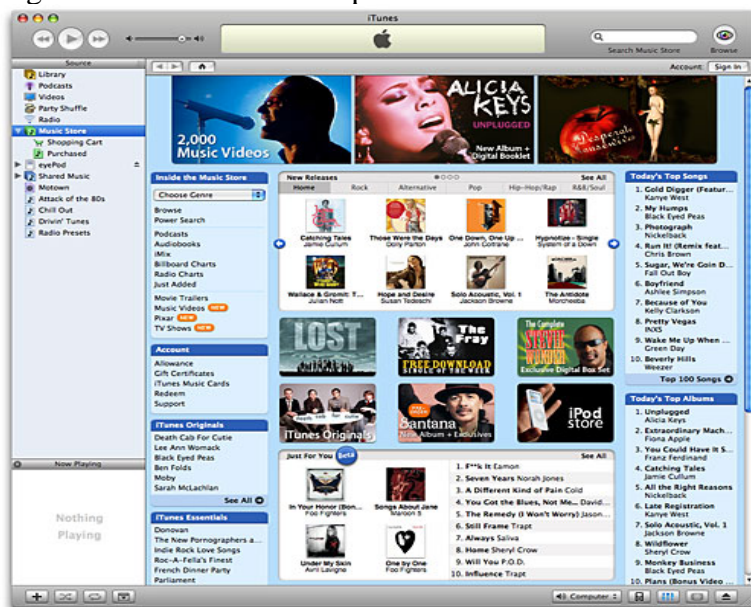 iTunes
Search Music Store
Browse
Source
Library
Podcasts
Videos
Party Shuffle
Radio
Music Store
Shopping Cart
Purchased
eyePod
Shared Music
Motown
Attack of the 80s
Chill Out
Drivin' Tunes
Radio Presets
Now Playing
Nothing
Playing
Account:
Sign In
2,000
Music Videos
ALICIA
KEYS
UNPLUGGED
New Album +
Digital Booklet
Desperate
Housewives
Inside the Music Store
Choose Genre
Browse
Power Search
Podcasts
Audiobooks
iMix
Billboard Charts
Radio Charts
Just Added
Movie Trailers
Music Videos NEW
Pixar NEW
TV Shows NEW
Account
Allowance
Gift Certificates
iTunes Music Cards
Redeem
Support
iTunes Originals
Death Cab For Cutie
Lee Ann Womack
Black Eyed Peas
Ben Folds
Moby
Sarah McLachlan
See All
iTunes Essentials
Donovan
The New Pornographers a...
Indie Rock Love Songs
Roc-A-Fella's Finest
French Dinner Party
Parliament
New Releases
See All
Home Rock Alternative Pop Hip-Hop/Rap R&B/Soul
Catching Tales
Jamie Cullum
Those Were the Days
Dolly Parton
One Down, One Up ...
John Coltrane
Hypnotize - Single
System of a Down
Wallace & Gromit: T...
Julian Nott
Hope and Desire
Susan Tedeschi
Solo Acoustic, Vol. 1
Jackson Browne
The Antidote
Morcheeba
LOST
The
Fray
FREE DOWNLOAD
SINGLE OF THE WEEK
The Complete
STEVIE
WONDER
Exclusive Digital Box Set
iTunes Originals
Santana
New Album + Exclusives
iPod
store
Just For You Beta
See All
In Your Honor (Bon...
Foo Fighters
Songs About Jane
Maroon 5
Under My Skin
Avril Lavigne
One by One
Foo Fighters
1. F**k It Eamon
2. Seven Years Norah Jones
3. A Different Kind of Pain Cold
4. You Got the Blues, Not Me... David...
5. The Remedy (I Won't Worry) Jason...
6. Still Frame Trapt
7. Always Saliva
8. Home Sheryl Crow
9. Will You P.O.D.
10. Influence Trapt
Today's Top Songs
1. Gold Digger (Featur...
Kanye West
2. My Humps
Black Eyed Peas
3. Photograph
Nickelback
4. Run It! (Remix feat...
Chris Brown
5. Sugar, We're Goin D...
Fall Out Boy
6. Boyfriend
Ashlee Simpson
7. Because of You
Kelly Clarkson
8. Pretty Vegas
INXS
9. Wake Me Up When ...
Green Day
10. Beverly Hills
Weezer
Top 100 Songs
Today's Top Albums
1. Unplugged
Alicia Keys
2. Extraordinary Mach...
Fiona Apple
3. You Could Have It S...
Franz Ferdinand
4. Catching Tales
Jamie Cullum
5. All the Right Reasons
Nickelback
6. Late Registration
Kanye West
7. Solo Acoustic, Vol. 1
Jackson Browne
8. Wildflower
Sheryl Crow
9. Monkey Business
Black Eyed Peas
10. Plans (Bonus Video ...
Computer